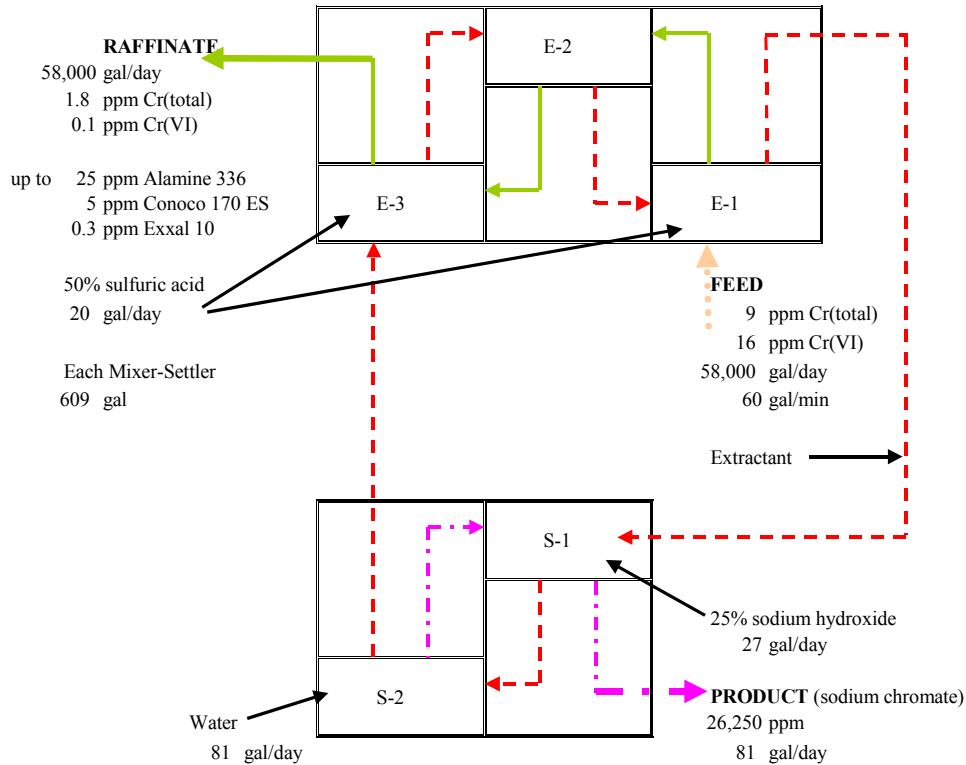 RAFFINATE
58,000 gal/day
1.8 ppm Cr(total)
0.1 ppm Cr(VI)
up to 25 ppm Alamine 336
5 ppm Conoco 170 ES
0.3 ppm Exxal 10
50% sulfuric acid
20 gal/day
Each Mixer-Settler
609 gal
E-2
E-3
E-1
FEED
9 ppm Cr(total)
16 ppm Cr(VI)
58,000 gal/day
60 gal/min
Extractant
S-1
25% sodium hydroxide
27 gal/day
S-2
PRODUCT (sodium chromate)
26,250 ppm
81 gal/day
Water
81 gal/day